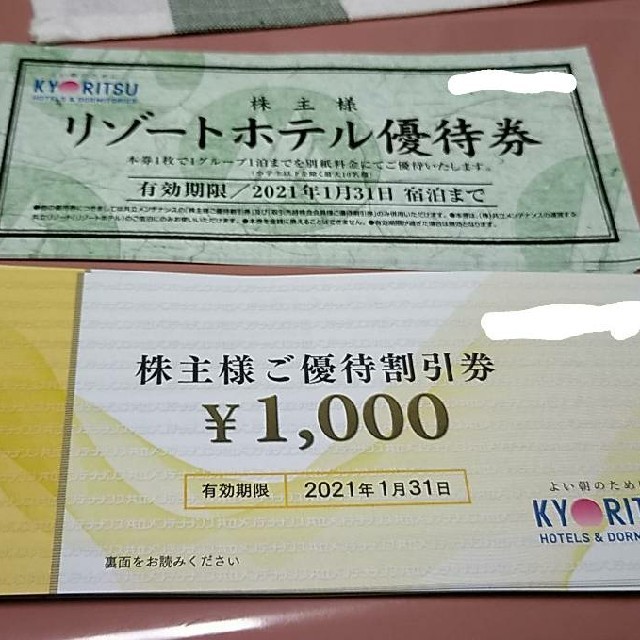 KYORITSU
HOTELS & DORMITORIES
株主様
リゾートホテル優待券
本券1枚で1グループ1泊までを別紙料金にてご優待いたします。
有効期限/2021年1月31日 宿泊まで
株主様ご優待割引券
¥1,000
有効期限 2021年1月31日
よい朝のため
KYORITS
HOTELS & DORM
裏面をお読みください